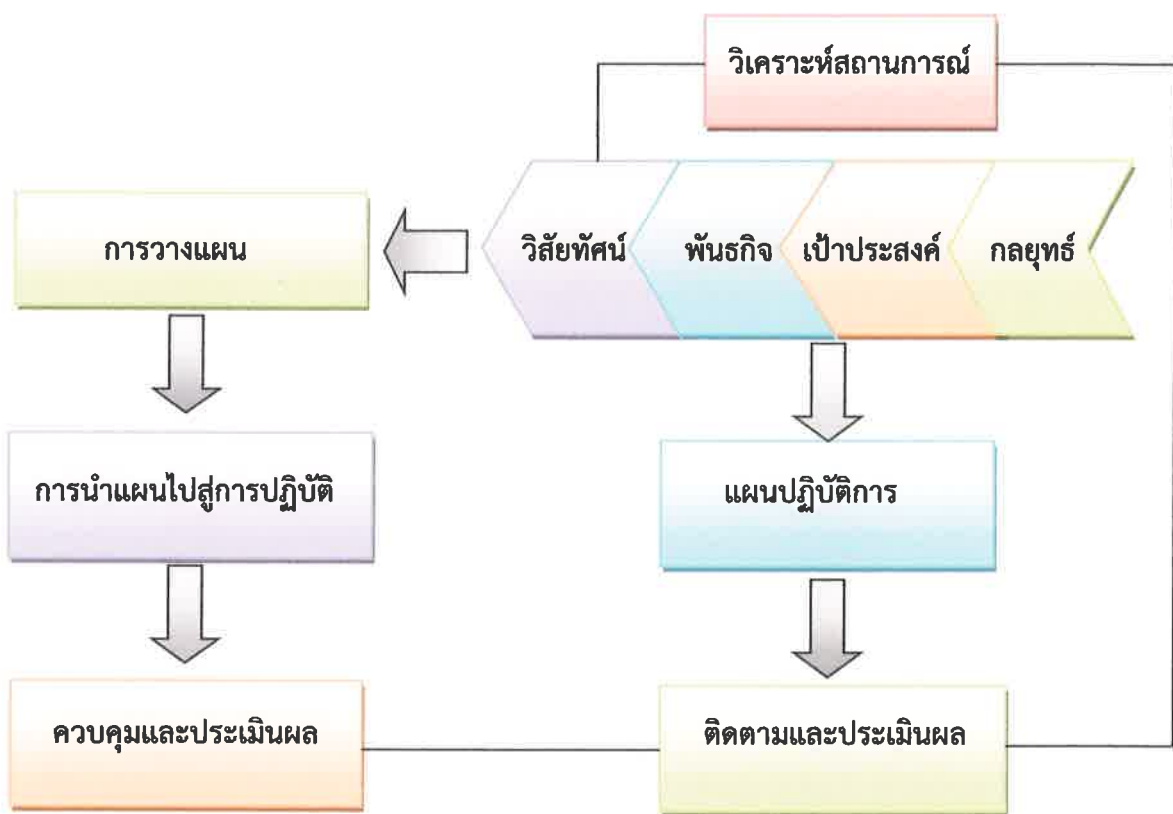 วิเคราะห์สถานการณ์
การวางแผน
วิสัยทัศน์
พันธกิจ
เป้าประสงค์
กลยุทธ์
การนำแผนไปสู่การปฏิบัติ
แผนปฏิบัติการ
ควบคุมและประเมินผล
ติดตามและประเมินผล